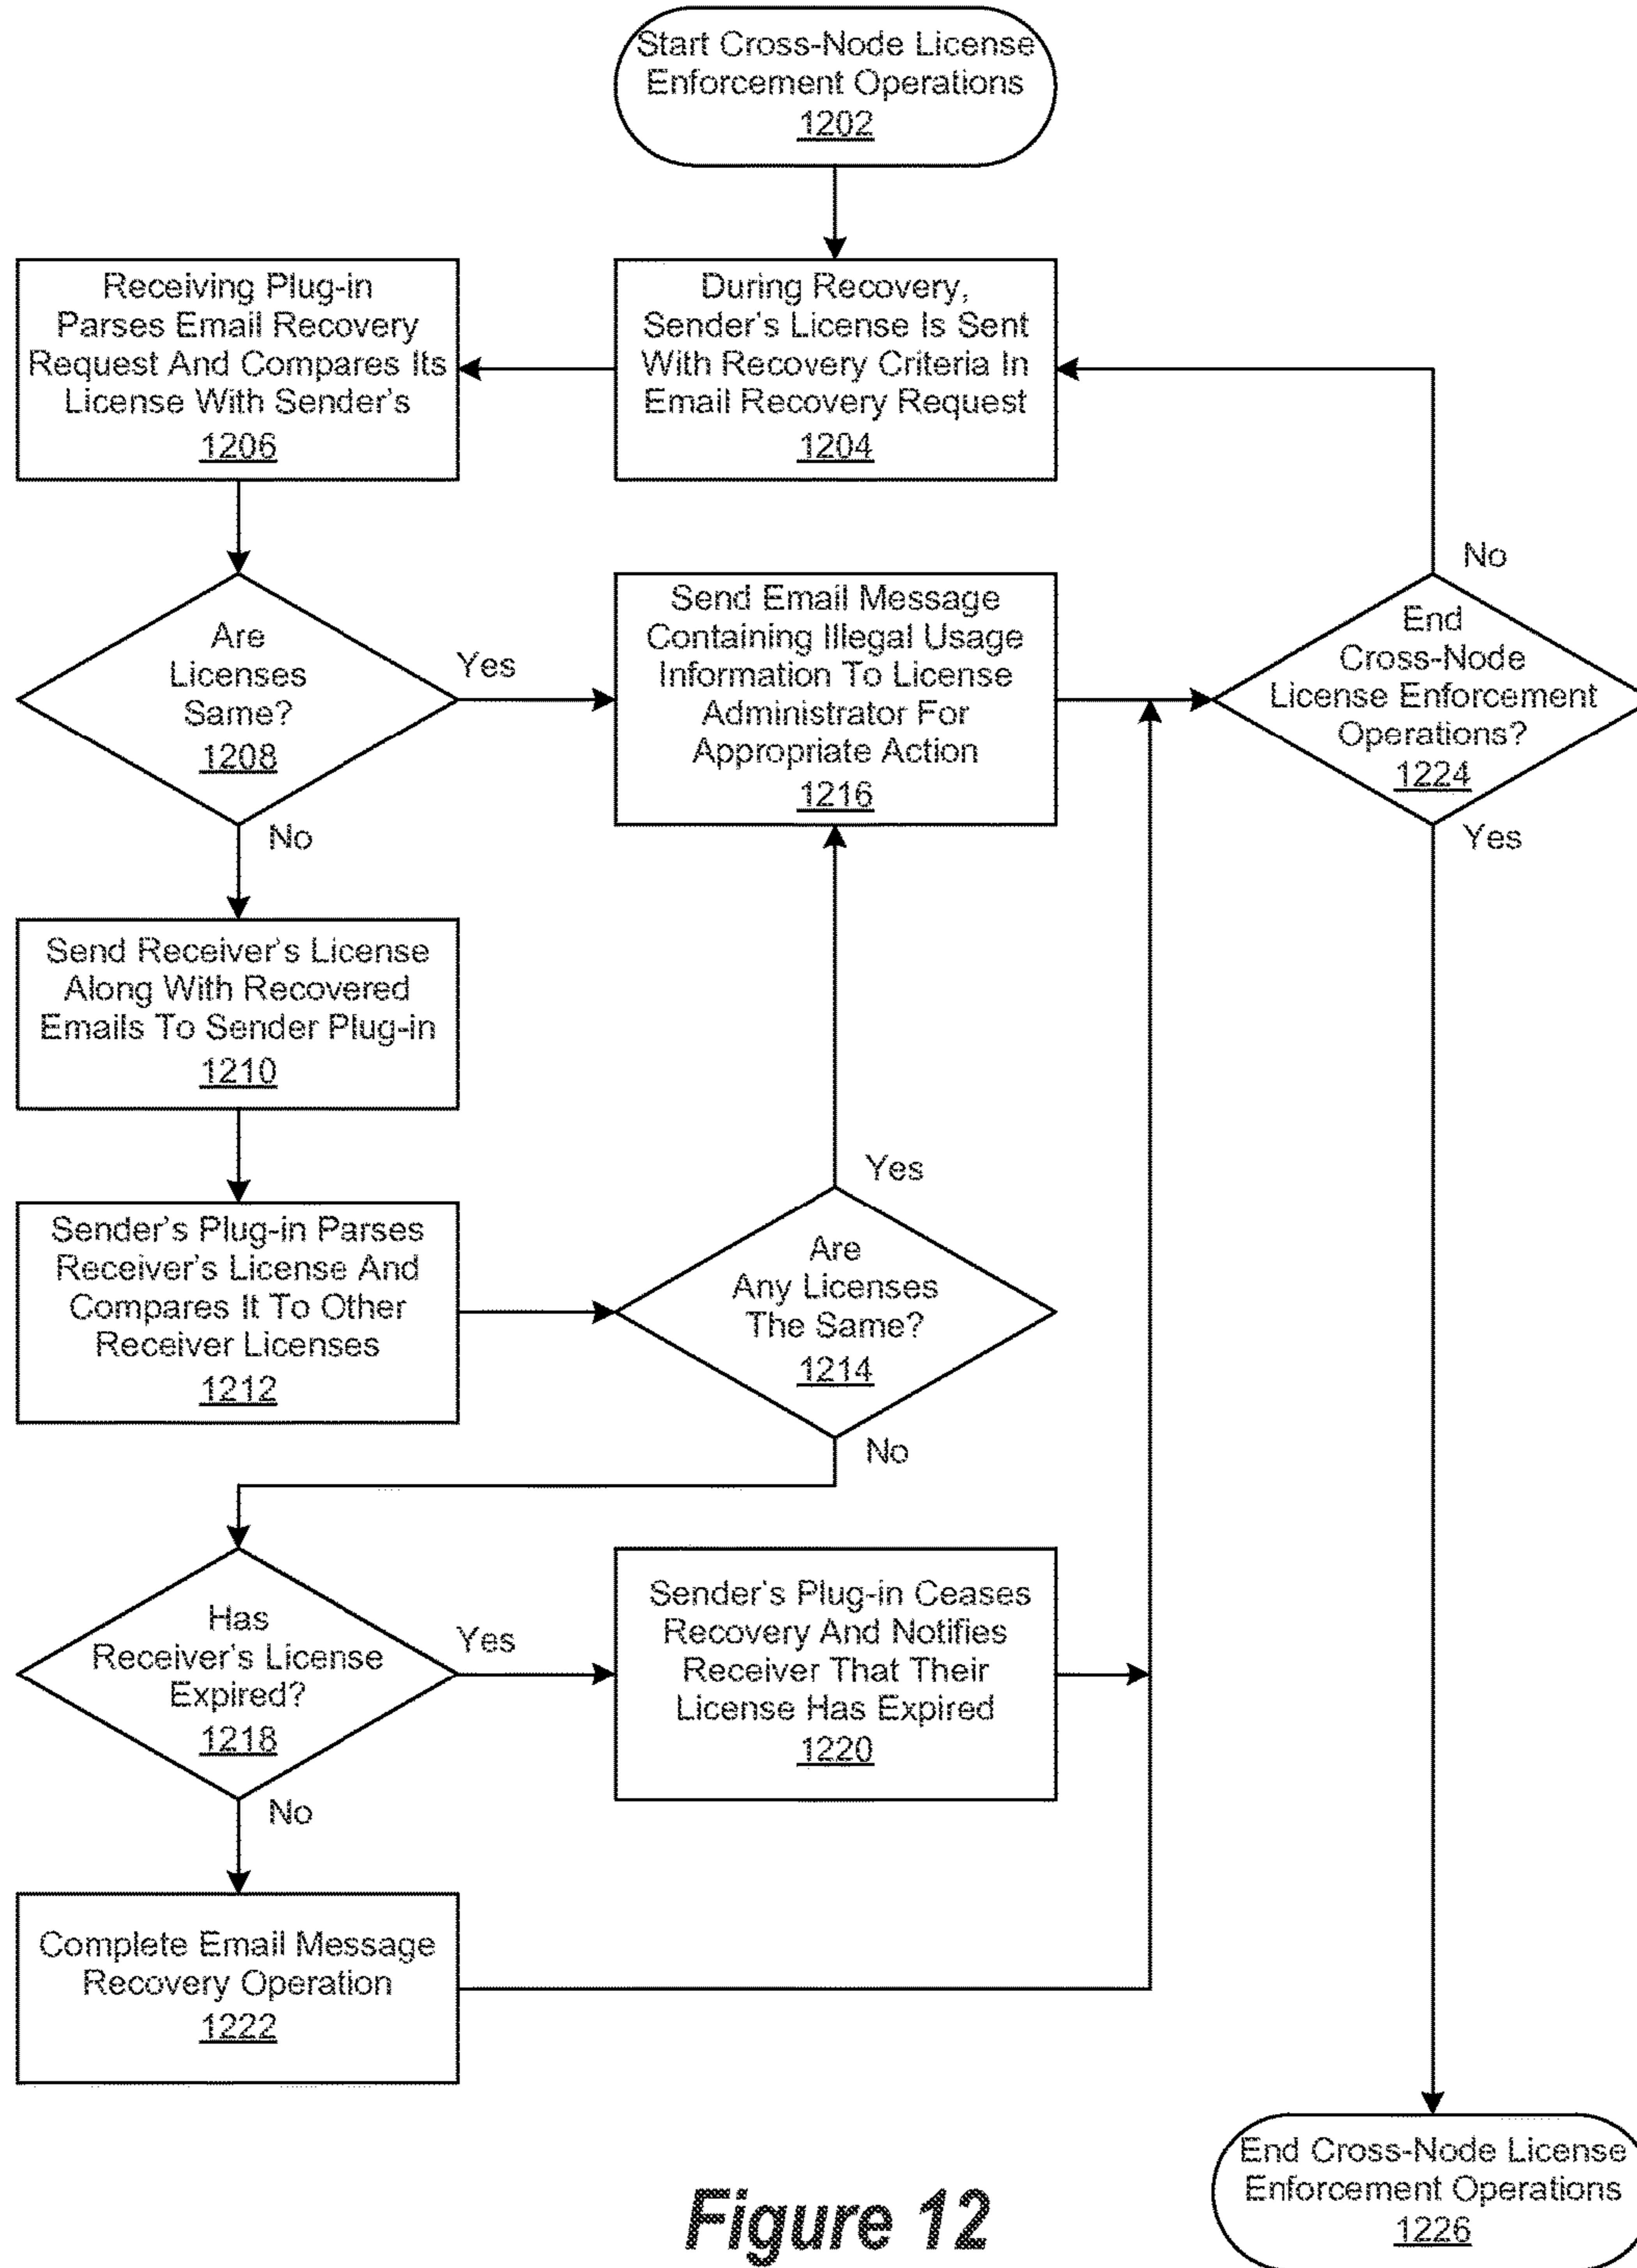 Start Cross-Node License
Enforcement Operations
1202
During Recovery,
Sender's License Is Sent
With Recovery Criteria In
Email Recovery Request
1204
Receiving Plug-in
Parses Email Recovery
Request And Compares Its
License With Sender's
1206
Are
Licenses
Same?
1208
Yes
No
Send Email Message
Containing Illegal Usage
Information To License
Administrator For
Appropriate Action
1216
No
End
Cross-Node
License Enforcement
Operations?
1224
Yes
Send Receiver's License
Along With Recovered
Emails To Sender Plug-in
1210
Sender's Plug-in Parses
Receiver's License And
Compares It To Other
Receiver Licenses
1212
Yes
Are
Any Licenses
The Same?
1214
No
Has
Receiver's License
Expired?
1218
Yes
No
Sender's Plug-in Ceases
Recovery And Notifies
Receiver That Their
License Has Expired
1220
Complete Email Message
Recovery Operation
1222
End Cross-Node License
Enforcement Operations
1226
Figure 12